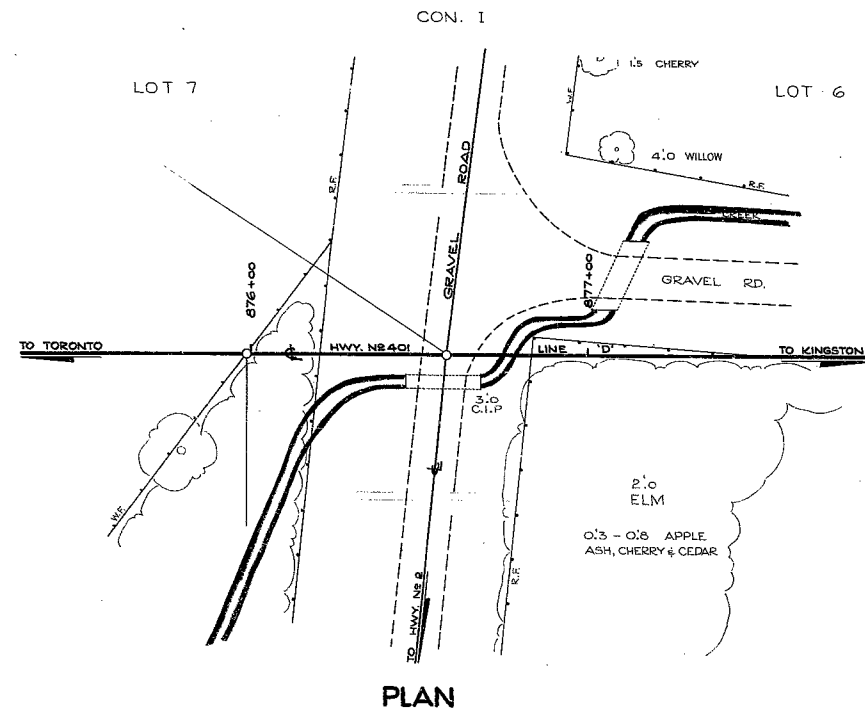 CON. I
LOT 7
1.5 CHERRY
LOT 6
W.F.
4'.0 WILLOW
R.F.
R.F.
GRAVEL ROAD
CREEK
876+00
877+00
GRAVEL RD.
TO TORONTO
HWY. Nº 401
LINE 'D'
TO KINGSTON
3'.0
C.I.P
2'.0
ELM
0'.3 - 0'.8 APPLE
ASH, CHERRY & CEDAR
W.F.
R.F.
TO HWY. Nº 2
PLAN